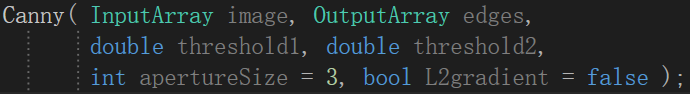 Canny( InputArray image, OutputArray edges,
double threshold1, double threshold2,
int apertureSize = 3, bool L2gradient = false );